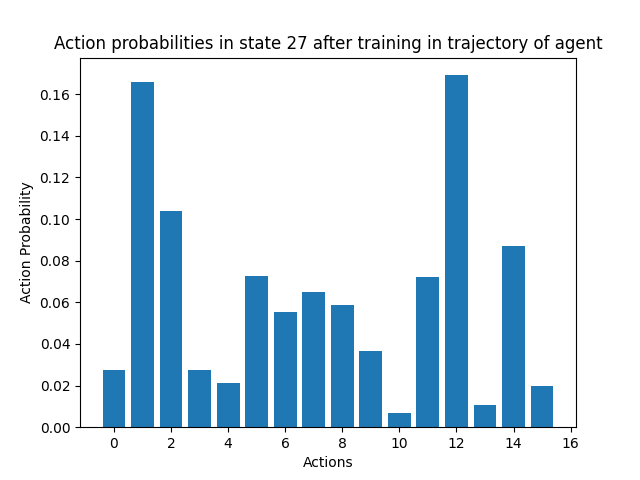 Action probabilities in state 27 after training in trajectory of agent
Action Probability
0.16
0.14
0.12
0.10
0.08
0.06
0.04
0.02
0.00
0 2 4 6 8 10 12 14 16
Actions